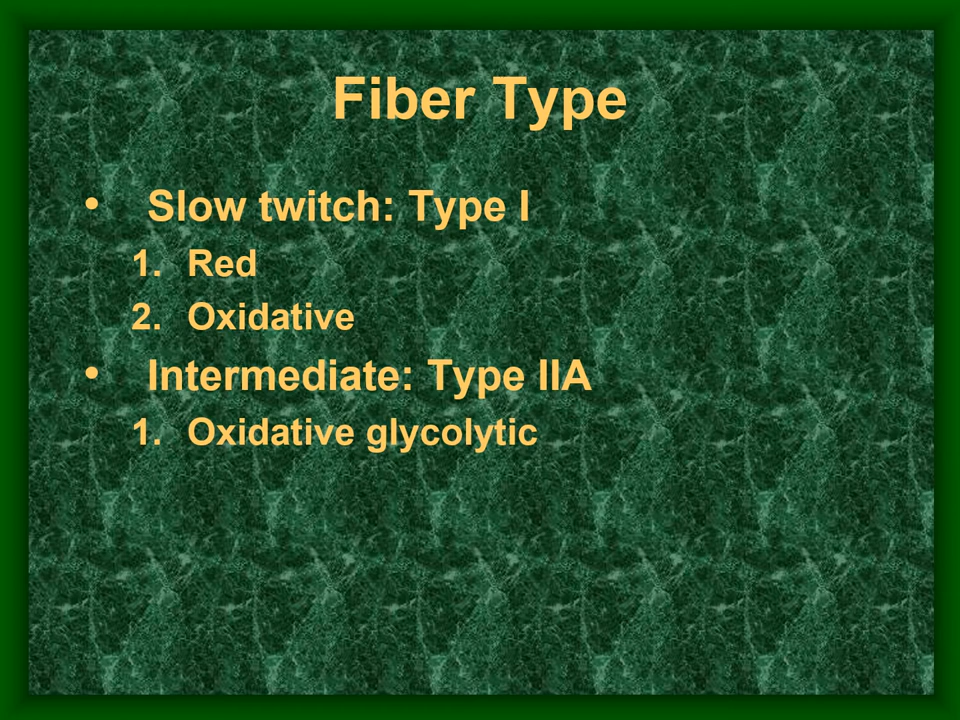 Fiber Type
• Slow twitch: Type I
1. Red
2. Oxidative
• Intermediate: Type IIA
1. Oxidative glycolytic